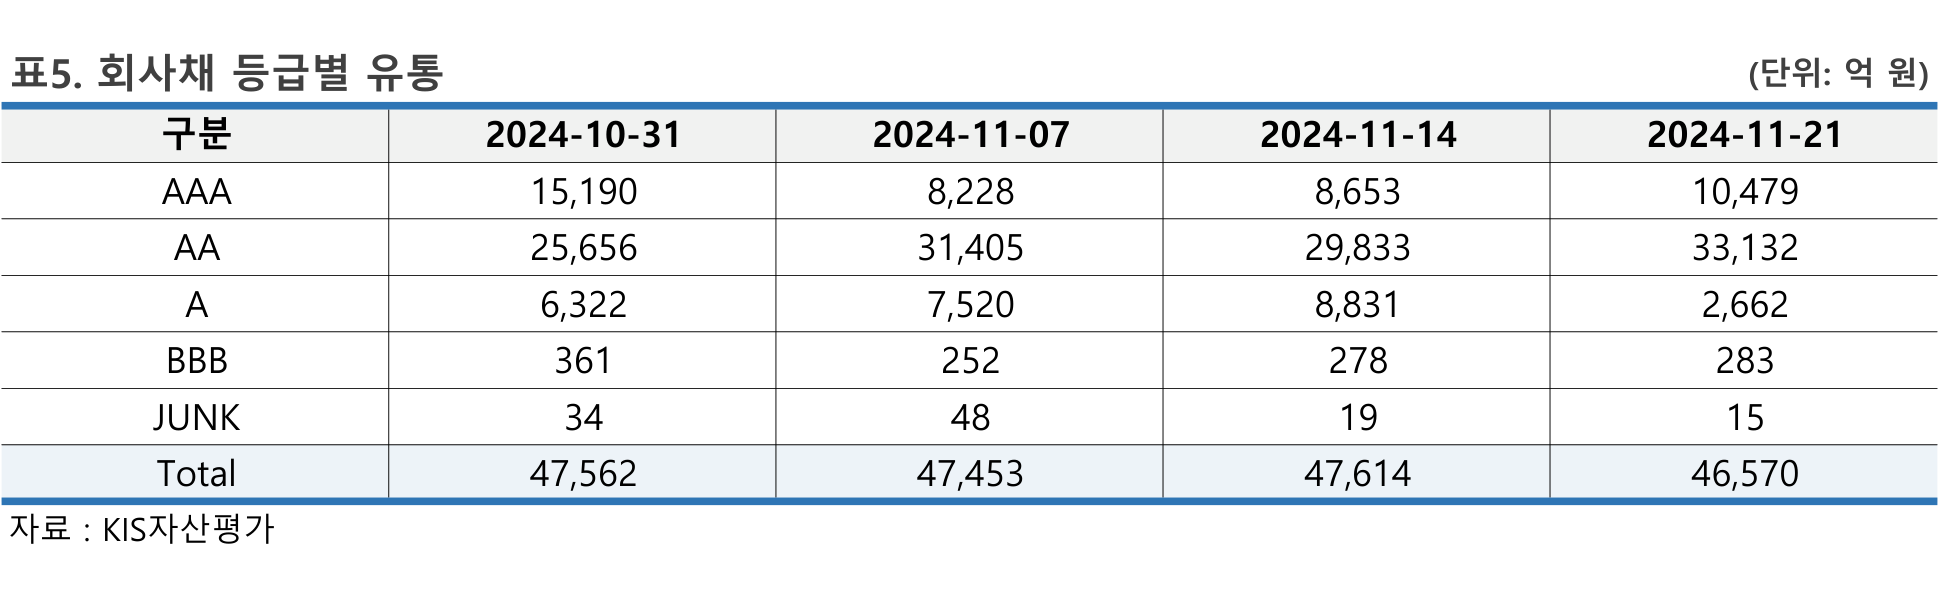 표5. 회사채 등급별 유통 (단위: 억 원)
구분 2024-10-31 2024-11-07 2024-11-14 2024-11-21
AAA 15,190 8,228 8,653 10,479
AA 25,656 31,405 29,833 33,132
A 6,322 7,520 8,831 2,662
BBB 361 252 278 283
JUNK 34 48 19 15
Total 47,562 47,453 47,614 46,570
자료 : KIS자산평가